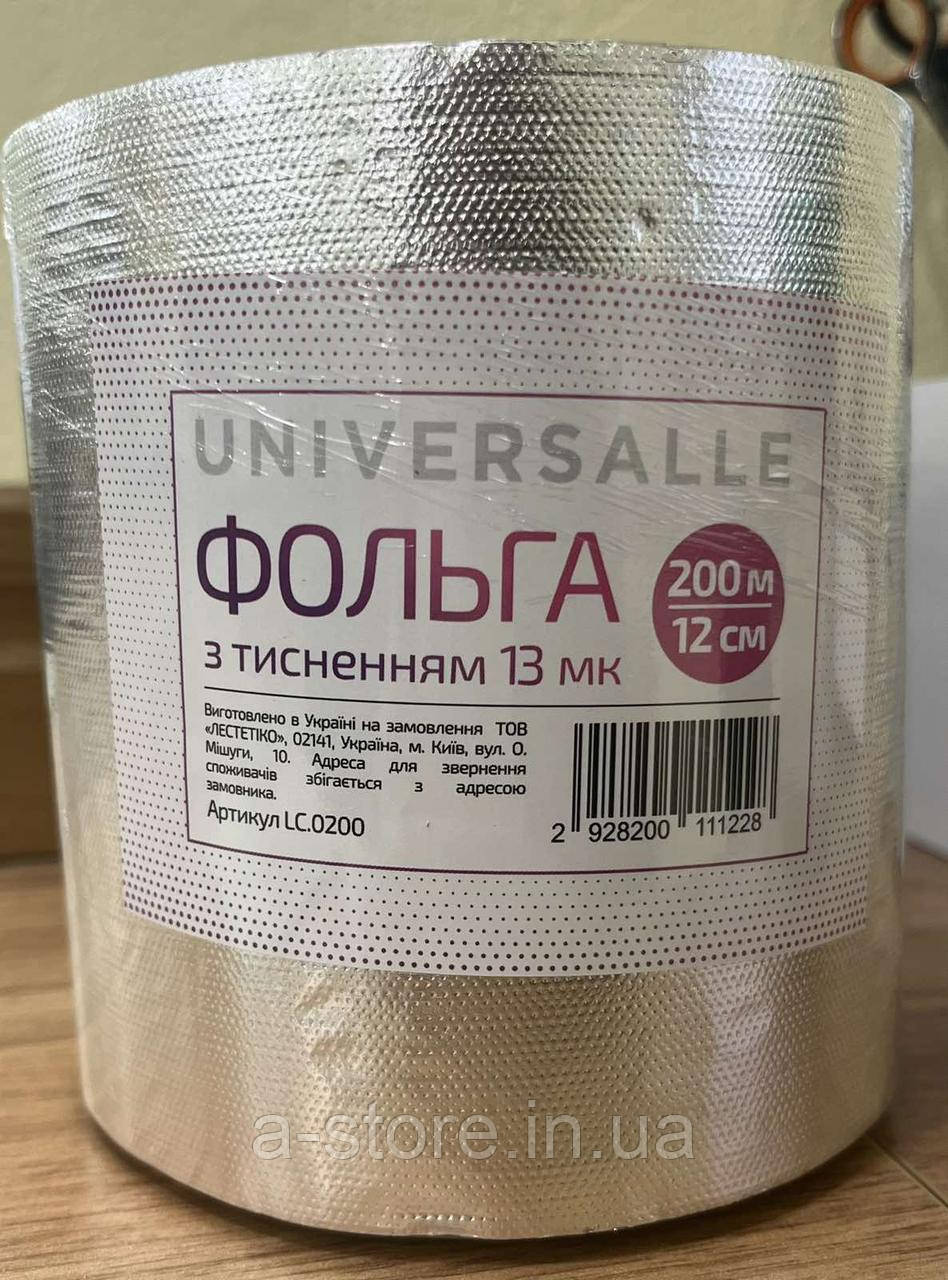 UNIVERSALLE
ФОЛЬГА
з тисненням 13 мк
200 м
12 см
Виготовлено в Україні на замовлення ТОВ
«ЛЕСТЕТІКО», 02141, Україна, м. Київ, вул. О.
Мішуги, 10. Адреса для звернення
споживачів збігається з адресою
замовника.
Артикул LC.0200
2 928200 111228
a-store.in.ua